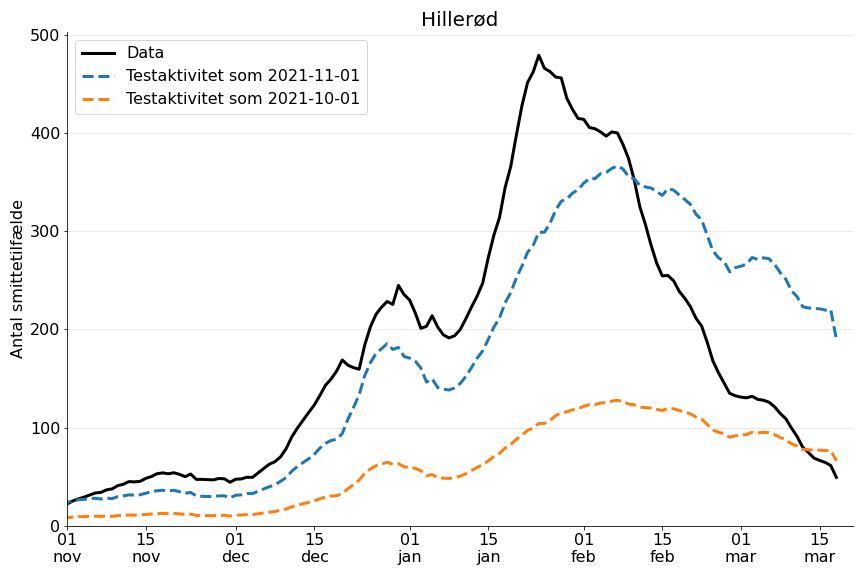 Hillerød
Data
Testaktivitet som 2021-11-01
Testaktivitet som 2021-10-01
Antal smittetilfælde
500
400
300
200
100
0
01 15 01 15 01 15 01 15 01 15
nov nov dec dec jan jan feb feb mar mar